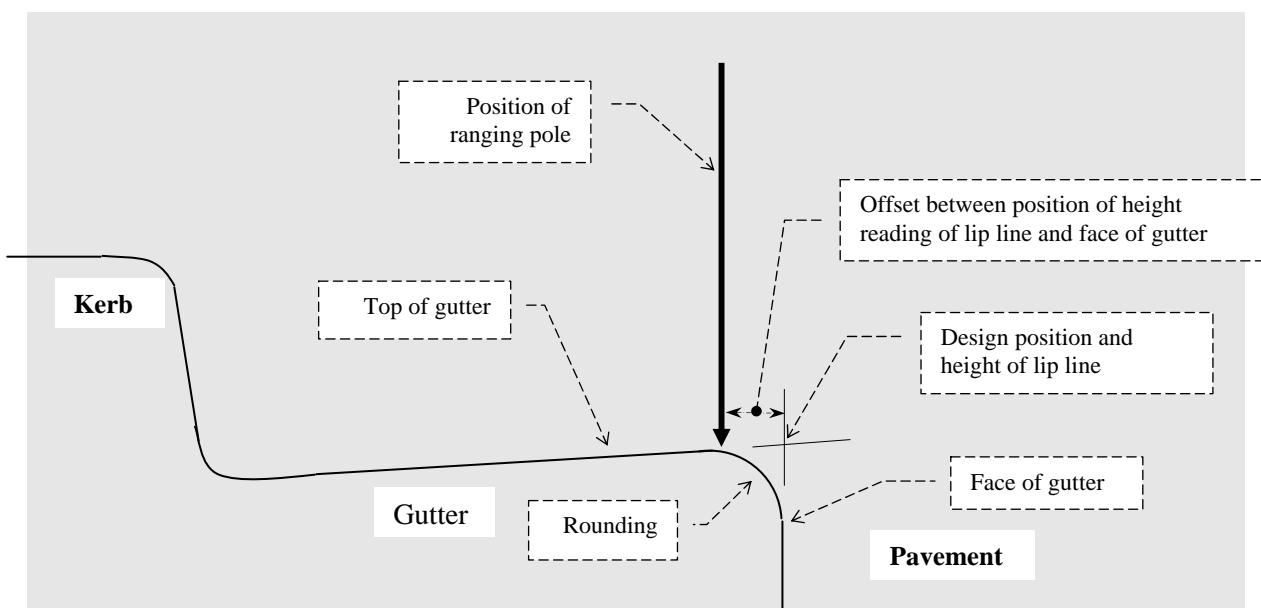 Position of
ranging pole
Offset between position of height
reading of lip line and face of gutter
Kerb
Top of gutter
Design position and
height of lip line
Face of gutter
Gutter
Rounding
Pavement